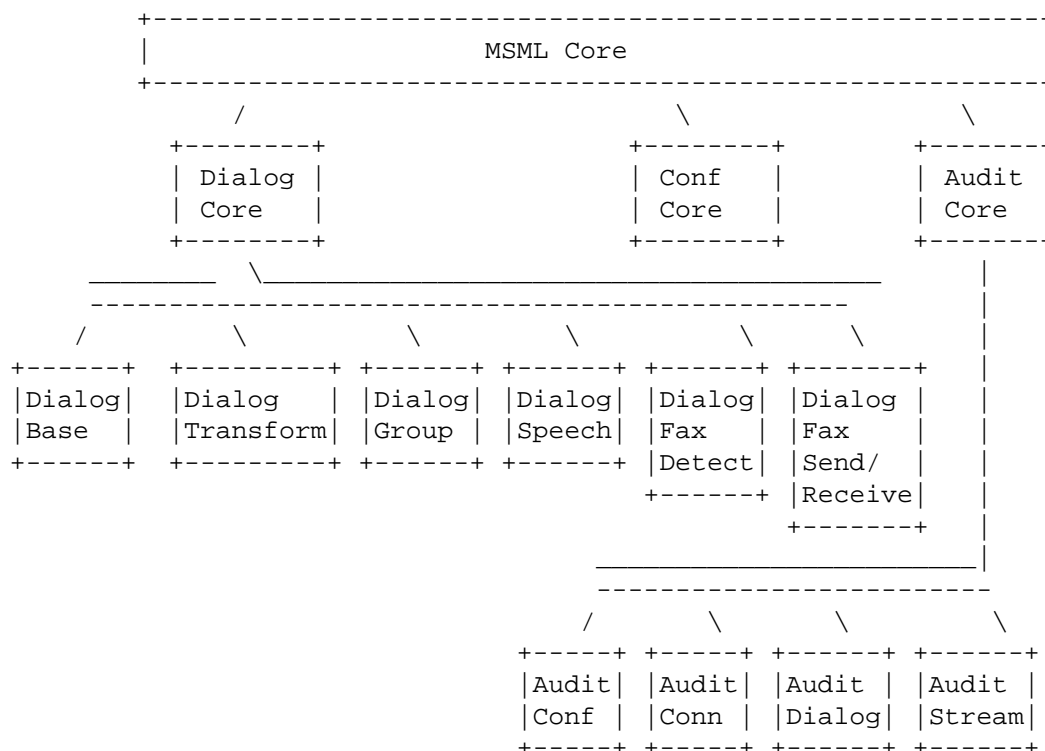 MSML Core
Dialog Conf Audit
Core Core Core
Dialog Dialog Dialog Dialog Dialog Dialog
Base Transform Group Speech Fax Fax
Detect Send/
Receive
Audit Audit Audit Audit
Conf Conn Dialog Stream